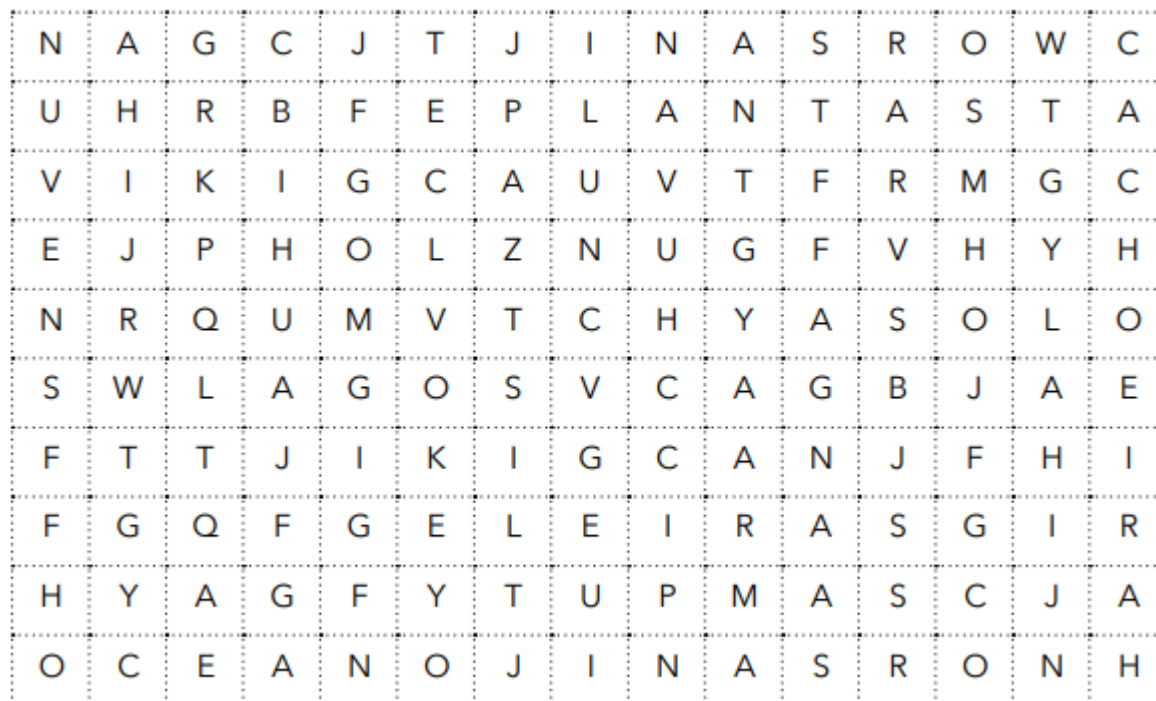 N A G C J T J I N A S R O W C
U H R B F E P L A N T A S T A
V I K I G C A U V T F R M G C
E J P H O L Z N U G F V H Y H
N R Q U M V T C H Y A S O L O
S W L A G O S V C A G B J A E
F T T J I K I G C A N J F H I
F G Q F G E L E I R A S G I R
H Y A G F Y T U P M A S C J A
O C E A N O J I N A S R O N H